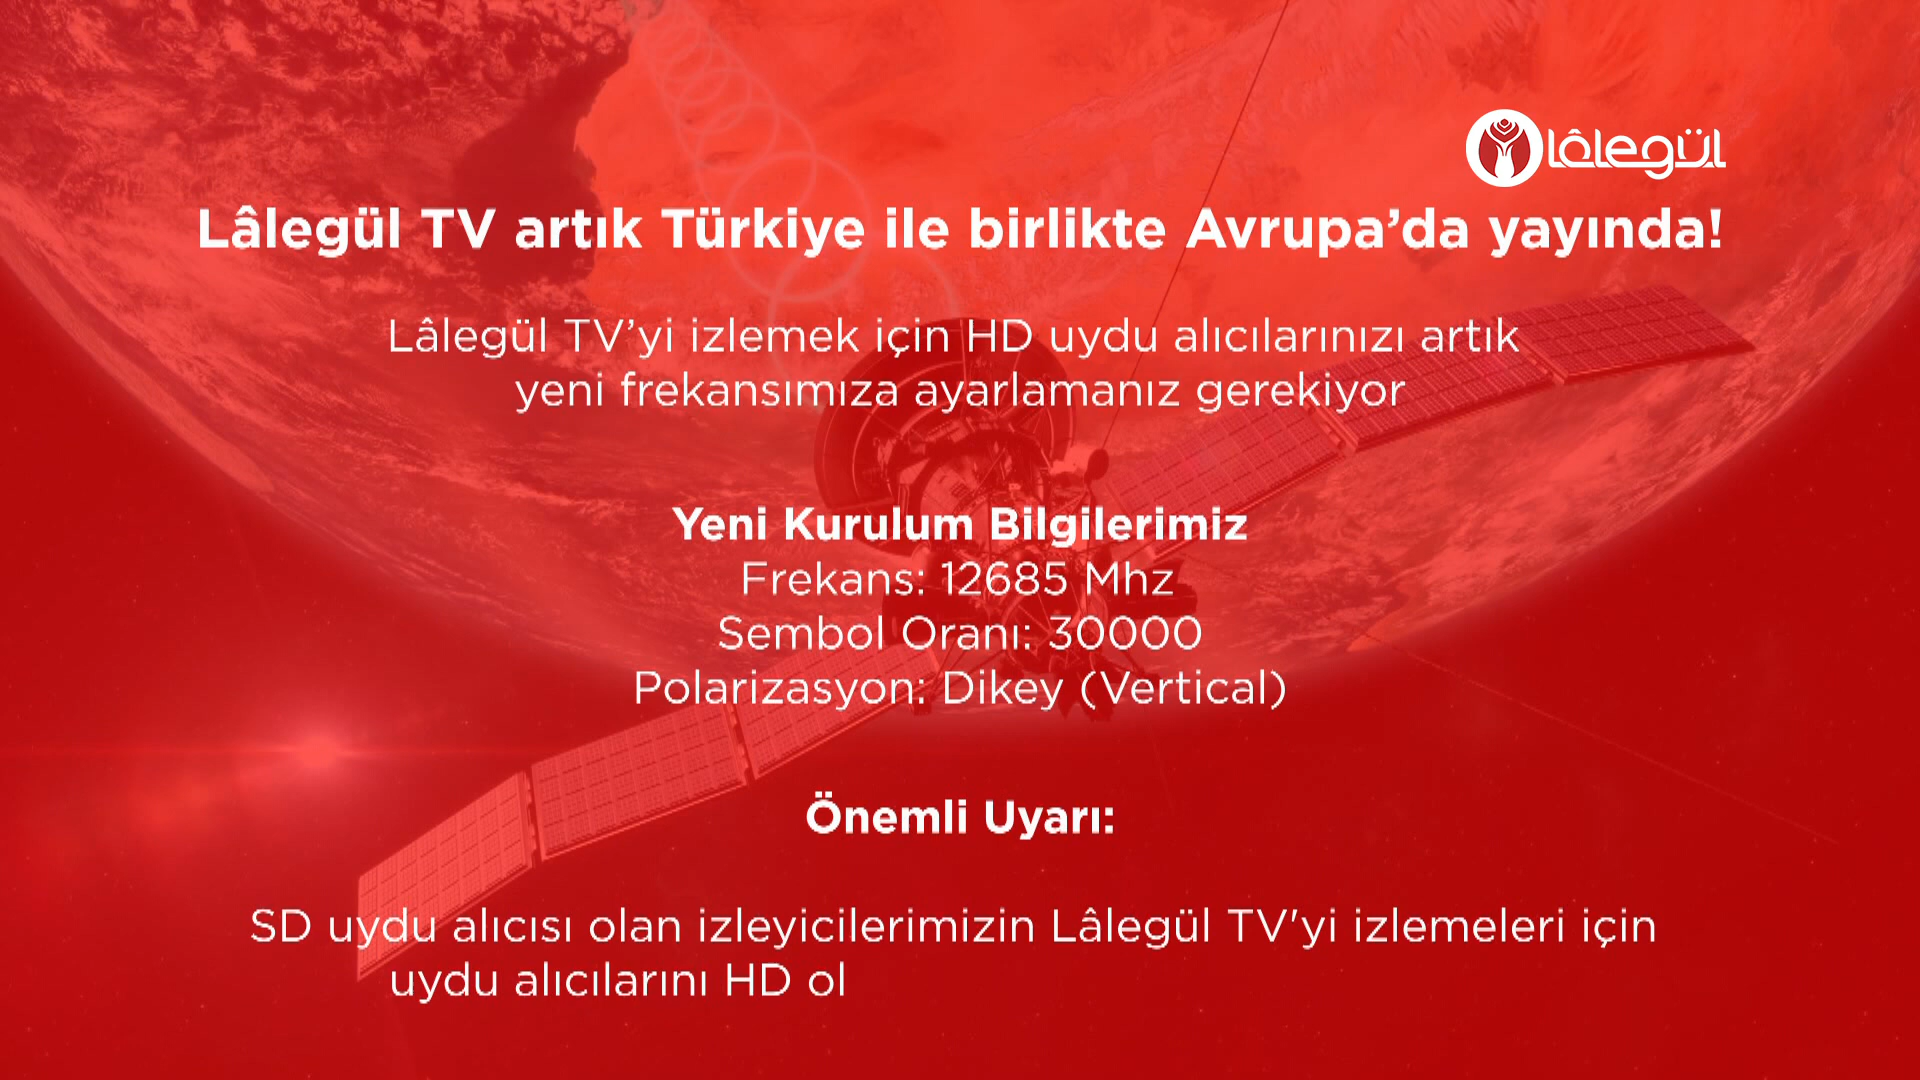 lâlegül
Lâlegül TV artık Türkiye ile birlikte Avrupa’da yayında!
Lâlegül TV’yi izlemek için HD uydu alıcılarınızı artık
yeni frekansımıza ayarlamanız gerekiyor
Yeni Kurulum Bilgilerimiz
Frekans: 12685 Mhz
Sembol Oranı: 30000
Polarizasyon: Dikey (Vertical)
Önemli Uyarı:
SD uydu alıcısı olan izleyicilerimizin Lâlegül TV'yi izlemeleri için
uydu alıcılarını HD ol